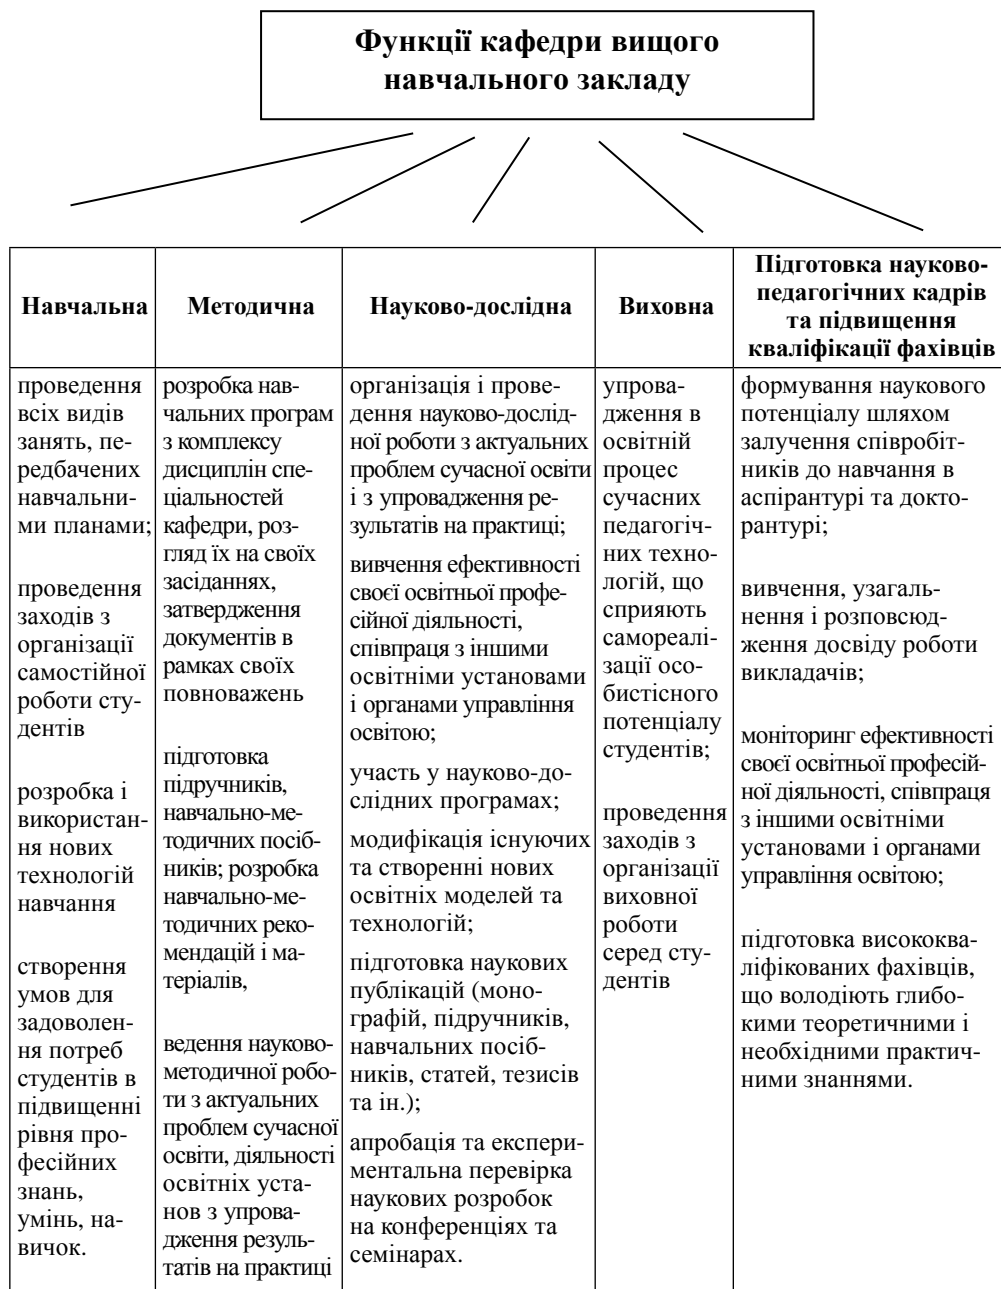 Функції кафедри вищого
навчального закладу
Навчальна
Методична
Науково-дослідна
Виховна
Підготовка науково-
педагогічних кадрів
та підвищення
кваліфікації фахівців
проведення
всіх видів
занять, пе-
редбачених
навчальни-
ми планами;
проведення
заходів з
організації
самостійної
роботи сту-
дентів
розробка і
використан-
ня нових
технологій
навчання
створення
умов для
задоволен-
ня потреб
студентів в
підвищенні
рівня про-
фесійних
знань,
умінь, на-
вичок.
розробка нав-
чальних програм
з комплексу
дисциплін спе-
ціальностей
кафедри, роз-
гляд їх на своїх
засіданнях,
затвердження
документів в
рамках своїх
повноважень
підготовка
підручників,
навчально-ме-
тодичних посіб-
ників; розробка
навчально-ме-
тодичних реко-
мендацій і ма-
теріалів,
ведення науково-
методичної робо-
ти з актуальних
проблем сучасної
освіти, діяльності
освітніх уста-
нов з упрова-
дження резуль-
татів на практиці
організація і прове-
дення науково-дослід-
ної роботи з актуальних
проблем сучасної освіти
і з упровадження ре-
зультатів на практиці;
вивчення ефективності
своєї освітньої профе-
сійної діяльності,
співпраця з іншими
освітніми установами
і органами управління
освітою;
участь у науково-до-
слідних програмах;
модифікація існуючих
та створенні нових
освітніх моделей та
технологій;
підготовка наукових
публікацій (моно-
графій, підручників,
навчальних посіб-
ників, статей, тезисів
та ін.);
апробація та експери-
ментальна перевірка
наукових розробок
на конференціях та
семінарах.
упрова-
дження в
освітній
процес
сучасних
педагогіч-
них техно-
логій, що
сприяють
самореалі-
зації осо-
бистісного
потенціалу
студентів;
проведення
заходів з
організації
виховної
роботи
серед сту-
дентів
формування наукового
потенціалу шляхом
залучення співробіт-
ників до навчання в
аспірантурі та докто-
рантурі;
вивчення, узагаль-
нення і розповсюд-
ження досвіду роботи
викладачів;
моніторинг ефективності
своєї освітньої професій-
ної діяльності, співпраця
з іншими освітніми
установами і органами
управління освітою;
підготовка висококва-
ліфікованих фахівців,
що володіють глибо-
кими теоретичними і
необхідними практич-
ними знаннями.